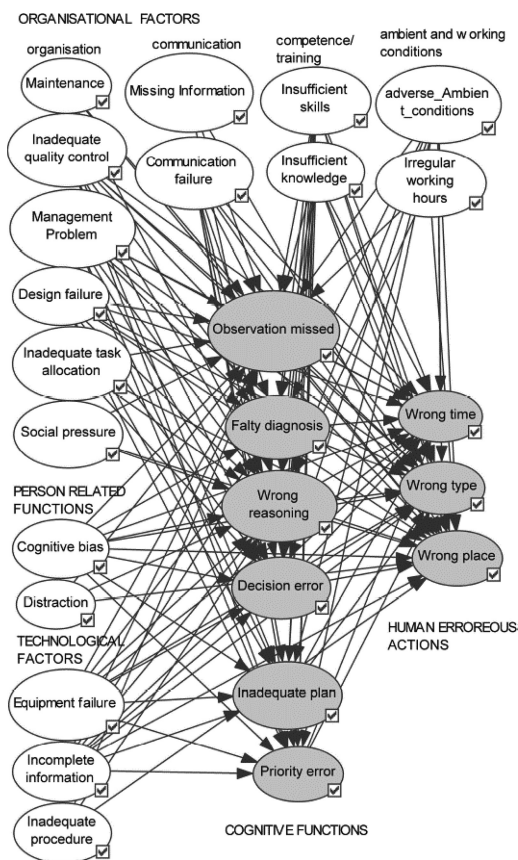 ORGANISATIONAL FACTORS
organisation
communication
competence/
training
ambient and working
conditions
Maintenance
Missing Information
Insufficient
skills
adverse_Ambien
t_conditions
Inadequate
quality control
Communication
failure
Insufficient
knowledge
Irregular
working
hours
Management
Problem
Design failure
Observation missed
Inadequate task
allocation
Social pressure
Falty diagnosis
Wrong time
PERSON RELATED
FUNCTIONS
Wrong
reasoning
Wrong type
Cognitive bias
Wrong place
Distraction
Decision error
TECHNOLOGICAL
FACTORS
HUMAN ERROREOUS
ACTIONS
Equipment failure
Inadequate plan
Incomplete
information
Priority error
Inadequate
procedure
COGNITIVE FUNCTIONS